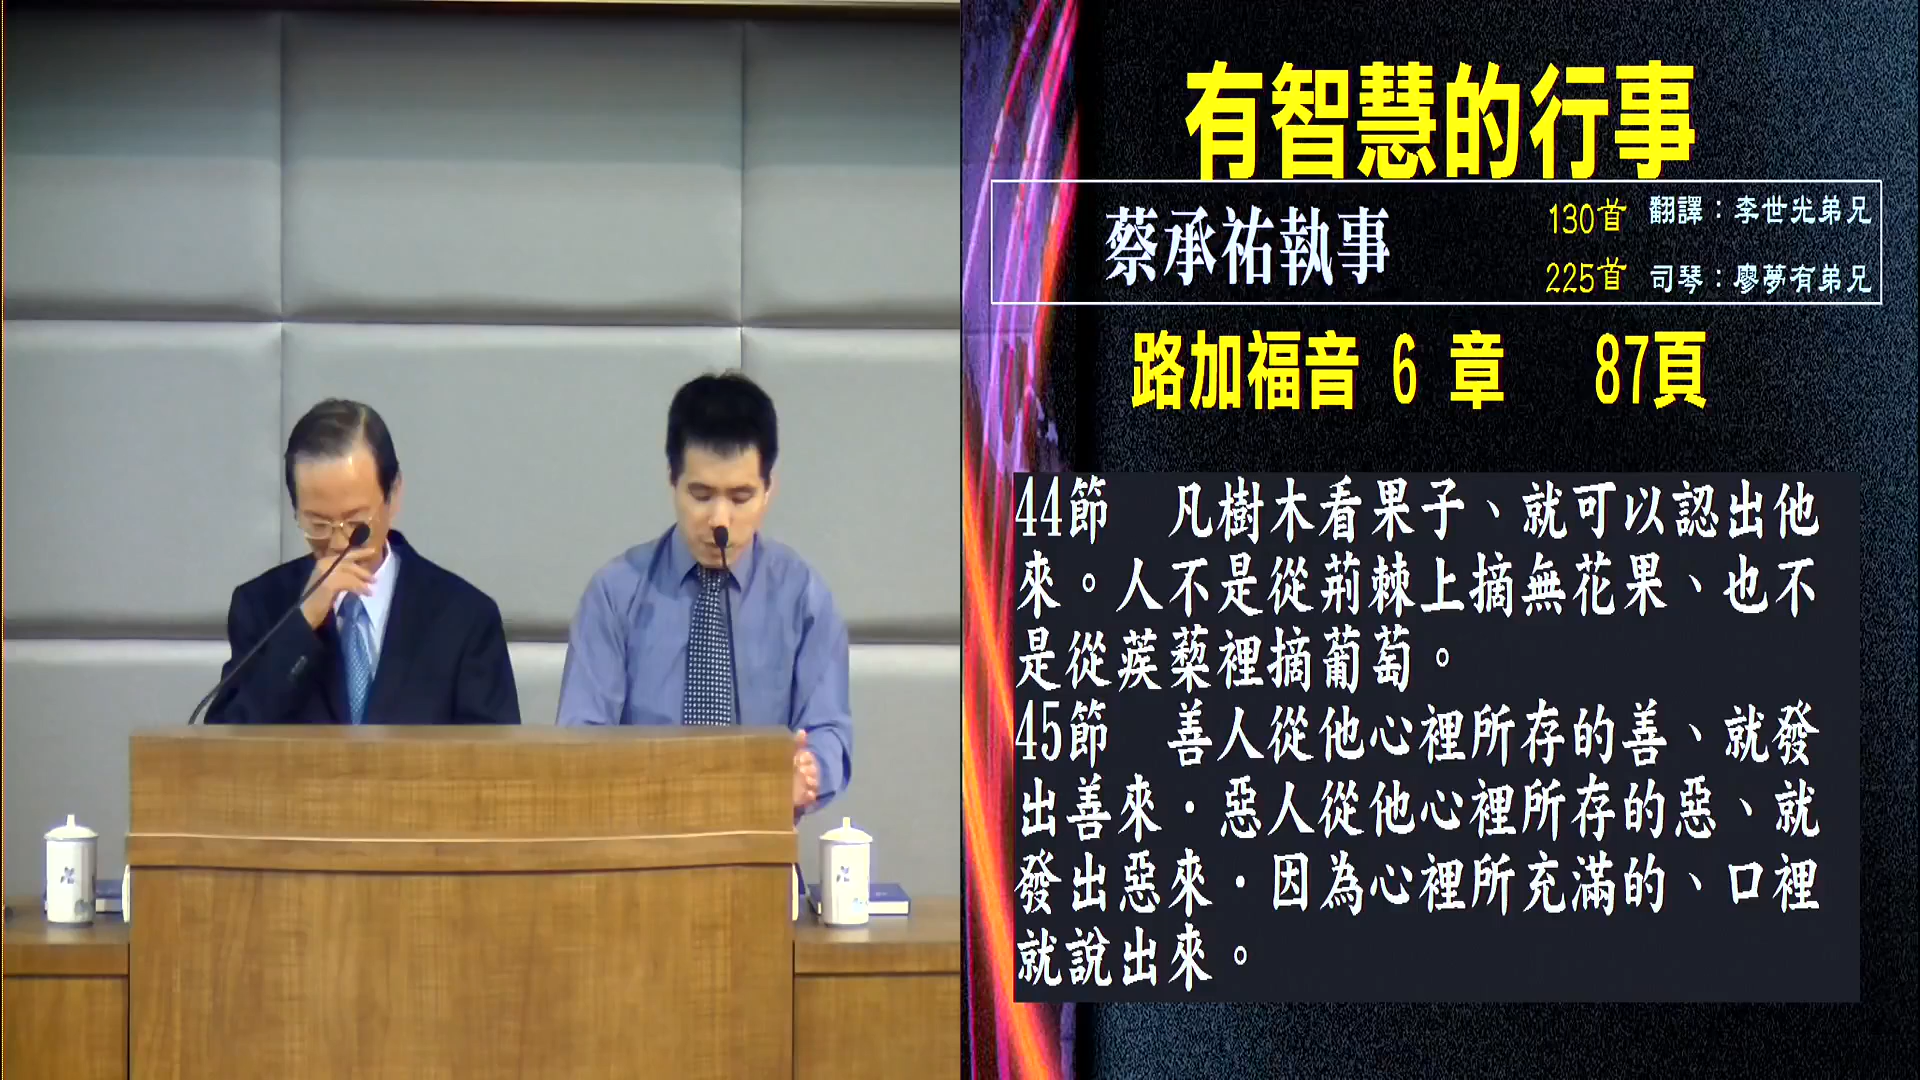 有智慧的行事
蔡承祐執事
130首 翻譯：李世光弟兄
225首 司琴：廖夢有弟兄
路加福音 6 章 87頁
44節 凡樹木看果子、就可以認出他
來。人不是從荊棘上摘無花果、也不
是從蒺藜裡摘葡萄。
45節 善人從他心裡所存的善、就發
出善來．惡人從他心裡所存的惡、就
發出惡來．因為心裡所充滿的、口裡
就說出來。